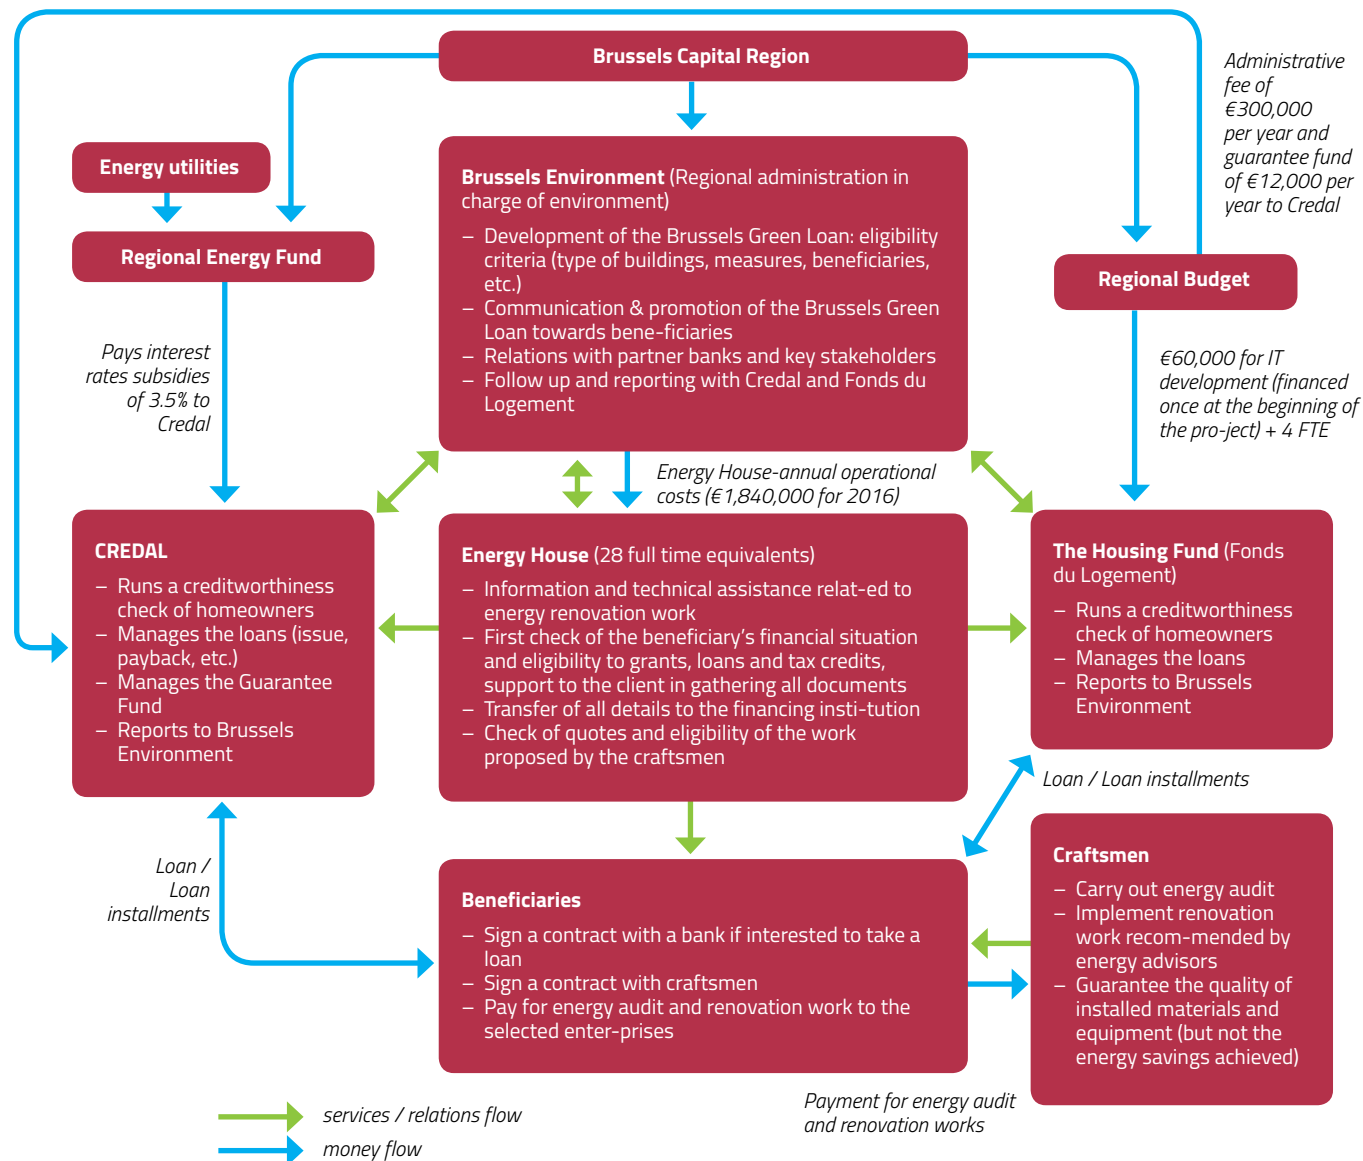 Brussels Capital Region
Administrative
fee of
€300,000
per year and
guarantee fund
of €12,000 per
year to Credal
Energy utilities
Regional Energy Fund
Brussels Environment (Regional administration in
charge of environment)
– Development of the Brussels Green Loan: eligibility
criteria (type of buildings, measures, beneficiaries,
etc.)
– Communication & promotion of the Brussels Green
Loan towards bene-ficiaries
– Relations with partner banks and key stakeholders
– Follow up and reporting with Credal and Fonds du
Logement
Regional Budget
Pays interest
rates subsidies
of 3.5% to
Credal
€60,000 for IT
development (financed
once at the beginning of
the pro-ject) + 4 FTE
Energy House-annual operational
costs (€1,840,000 for 2016)
CREDAL
– Runs a creditworthiness
check of homeowners
– Manages the loans (issue,
payback, etc.)
– Manages the Guarantee
Fund
– Reports to Brussels
Environment
Energy House (28 full time equivalents)
– Information and technical assistance relat-ed to
energy renovation work
– First check of the beneficiary's financial situation
and eligibility to grants, loans and tax credits,
support to the client in gathering all documents
– Transfer of all details to the financing insti-tution
– Check of quotes and eligibility of the work
proposed by the craftsmen
The Housing Fund (Fonds
du Logement)
– Runs a creditworthiness
check of homeowners
– Manages the loans
– Reports to Brussels
Environment
Loan / Loan installments
Loan /
Loan
installments
Beneficiaries
– Sign a contract with a bank if interested to take a
loan
– Sign a contract with craftsmen
– Pay for energy audit and renovation work to the
selected enter-prises
Craftsmen
– Carry out energy audit
– Implement renovation
work recom-mended by
energy advisors
– Guarantee the quality of
installed materials and
equipment (but not the
energy savings achieved)
Payment for energy audit
and renovation works
services / relations flow
money flow